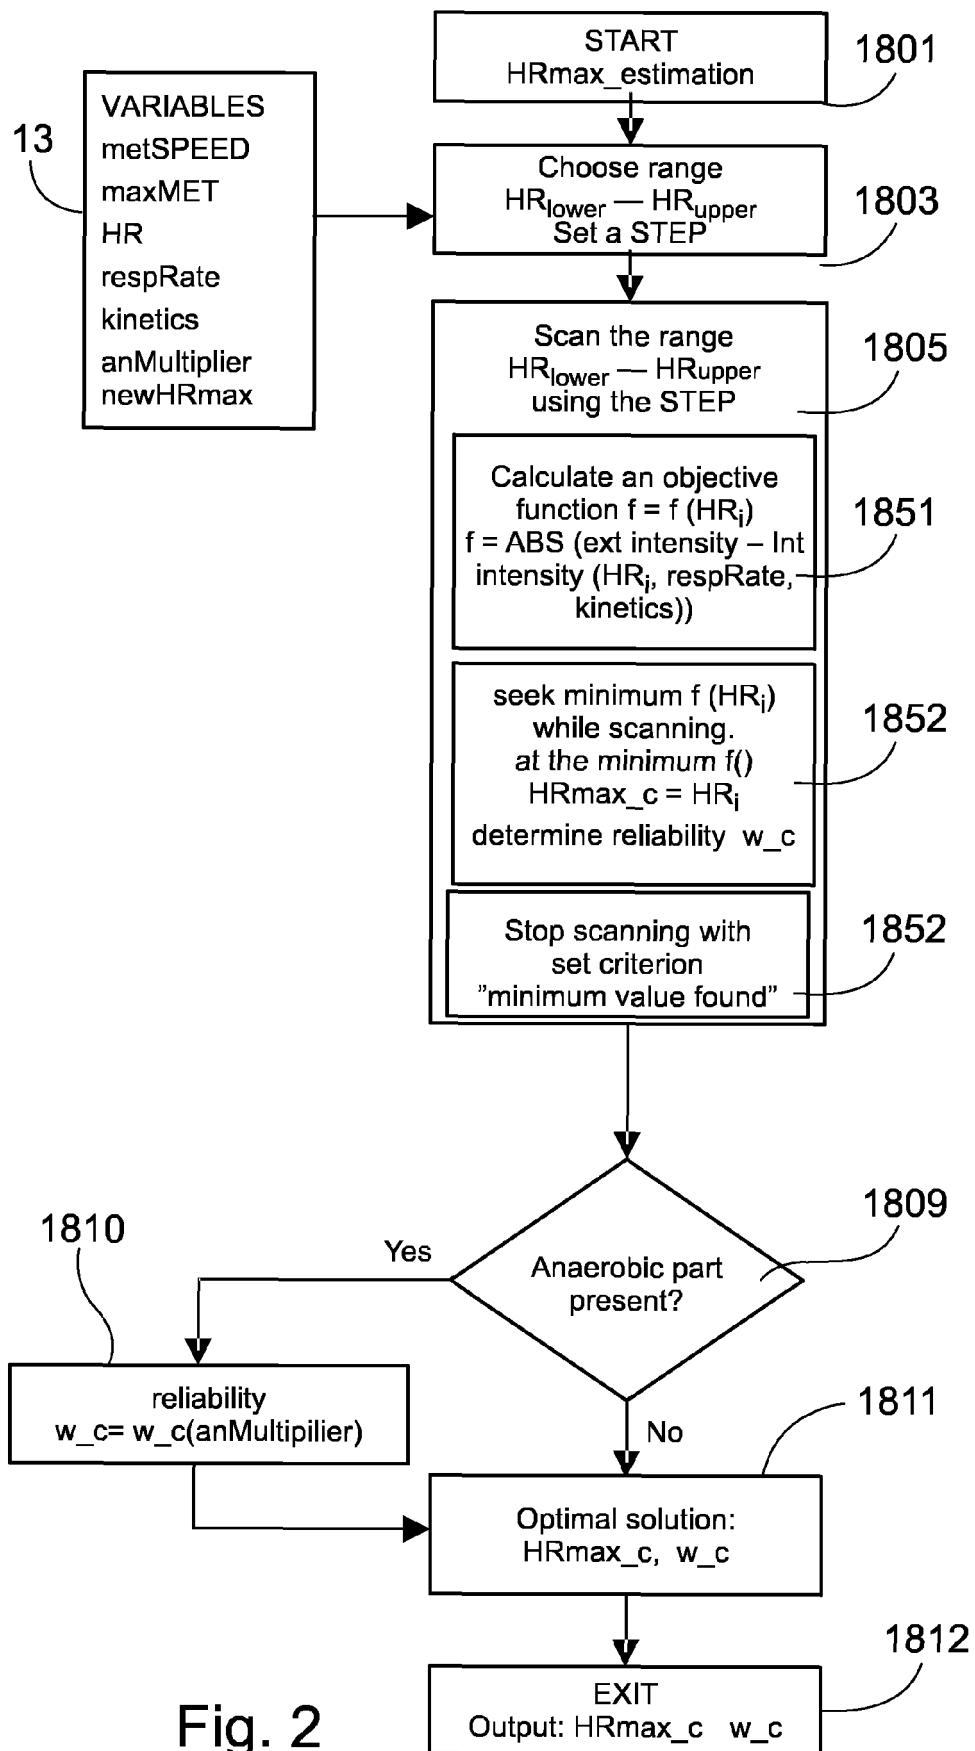 START
HRmax_estimation
1801
VARIABLES
metSPEED
maxMET
HR
respRate
kinetics
anMultiplier
newHRmax
13
Choose range
HRlower — HRupper
Set a STEP
1803
Scan the range
HRlower — HRupper
using the STEP
1805
Calculate an objective
function f = f (HRi)
f = ABS (ext intensity – Int
intensity (HRi, respRate,
kinetics))
1851
seek minimum f (HRi)
while scanning.
at the minimum f()
HRmax_c = HRi
determine reliability w_c
1852
Stop scanning with
set criterion
”minimum value found”
1852
Anaerobic part
present?
1809
Yes
1810
reliability
w_c= w_c(anMultipilier)
No
1811
Optimal solution:
HRmax_c, w_c
1812
EXIT
Output: HRmax_c w_c
Fig. 2